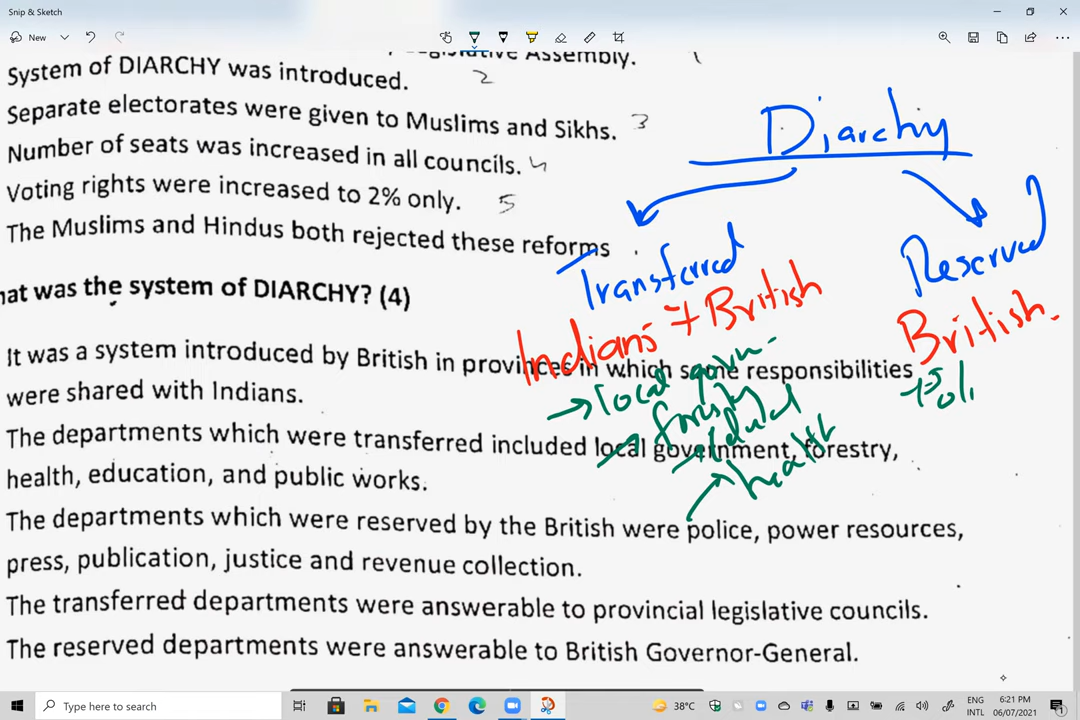 Snip & Sketch
New
Legislative Assembly. 1
System of DIARCHY was introduced. 2
Separate electorates were given to Muslims and Sikhs. 3
Number of seats was increased in all councils. 4
Voting rights were increased to 2% only. 5
The Muslims and Hindus both rejected these reforms
Diarchy
Transferred
Reserved
Indians + British
British.
→ local govn.
→ forestry
→ educat
→ health
→ Poli
the system of DIARCHY? (4)
It was a system introduced by British in provinces in which some responsibilities
were shared with Indians.
The departments which were transferred included local government, forestry,
health, education, and public works.
The departments which were reserved by the British were police, power resources,
press, publication, justice and revenue collection.
The transferred departments were answerable to provincial legislative councils.
The reserved departments were answerable to British Governor-General.
Type here to search
38°C
ENG
INTL
6:21 PM
06/07/2021